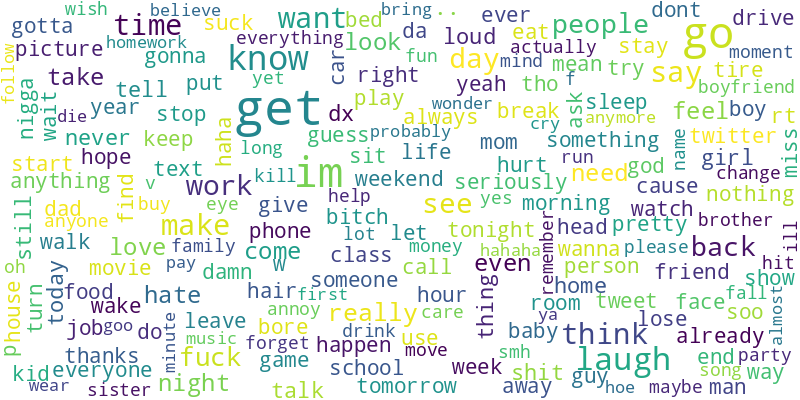 wish believe bring ..
gotta time suck want bed ever da loud eat people dont go drive
homework everything look actually stay moment
picture gonna know car fun mind mean try say
follow take tell put yet right yeah day tho f tire boyfriend
nigga wait die year stop get dx play always wonder break ask sleep feel boy rt
never keep haha long guess probably mom cry anymore something twitter
start hope text sit life hurt run god name girl miss
anything v kill im weekend seriously need cause change
still dad find eye work help yes morning nothing
anyone buy make give bitch see watch brother
walk love phone lot let money tonight remember head pretty ill
oh family come class hahaha wanna please back
today movie pay damn w call even person friend hit
p house turn food wake hate hair someone first hour thing home show
job goo do leave annoy really care room tweet face fall soo almost
minute bore drink use ya baby think lose already
thanks music forget happen move smh laugh end party
kid everyone fuck game school week shit guy song way
wear sister night talk tomorrow away hoe maybe man